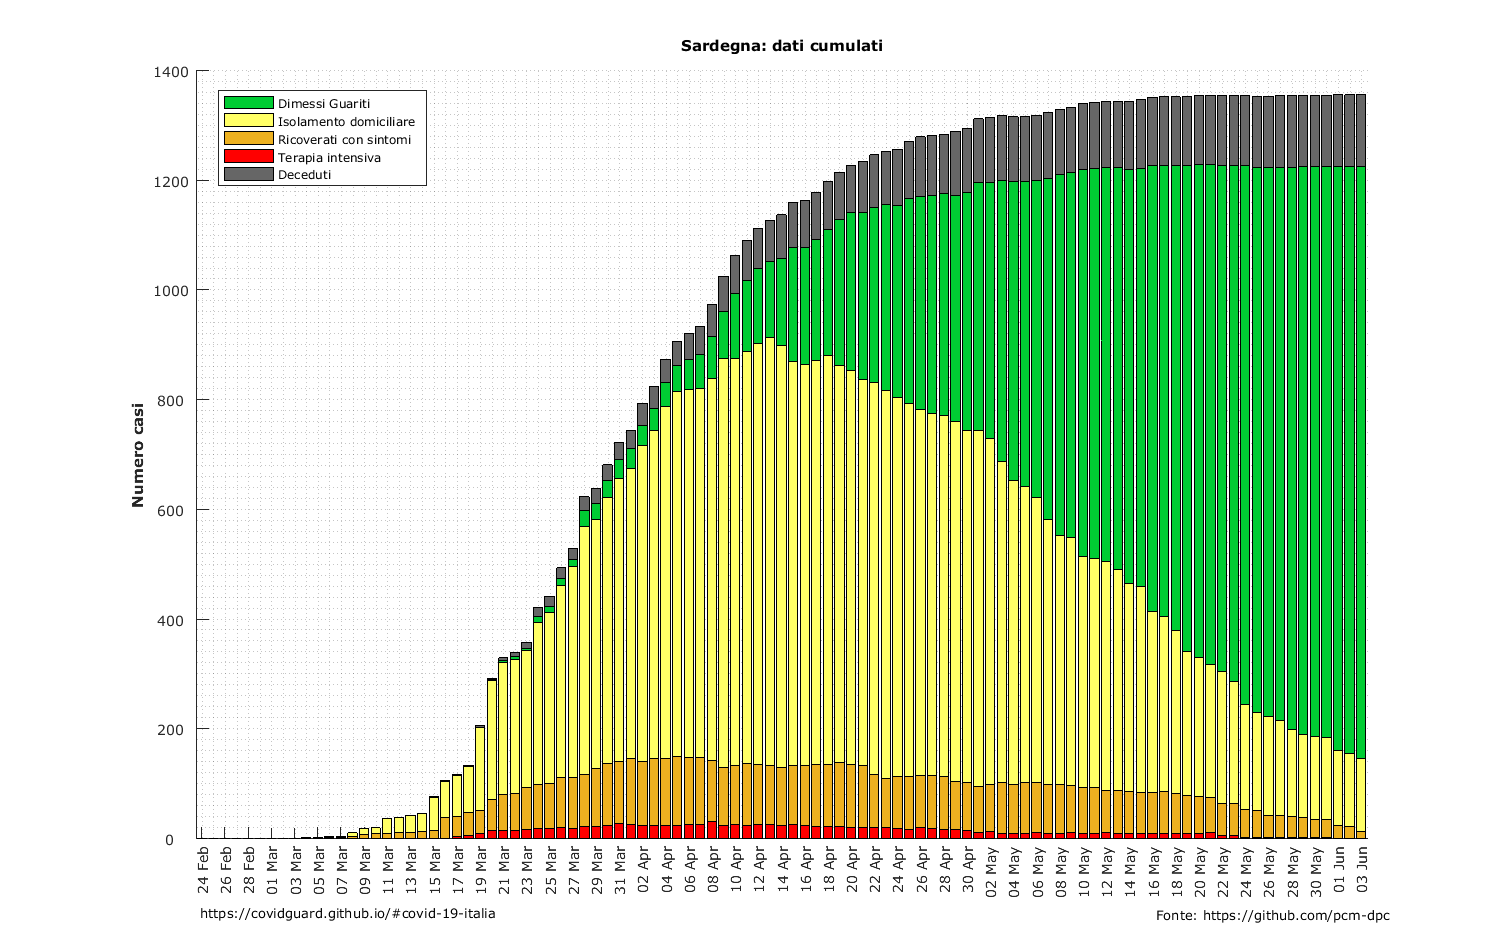 Sardegna: dati cumulati
Numero casi
1400
1200
1000
800
600
400
200
0
Dimessi Guariti
Isolamento domiciliare
Ricoverati con sintomi
Terapia intensiva
Deceduti
24 Feb
26 Feb
28 Feb
01 Mar
03 Mar
05 Mar
07 Mar
09 Mar
11 Mar
13 Mar
15 Mar
17 Mar
19 Mar
21 Mar
23 Mar
25 Mar
27 Mar
29 Mar
31 Mar
02 Apr
04 Apr
06 Apr
08 Apr
10 Apr
12 Apr
14 Apr
16 Apr
18 Apr
20 Apr
22 Apr
24 Apr
26 Apr
28 Apr
30 Apr
02 May
04 May
06 May
08 May
10 May
12 May
14 May
16 May
18 May
20 May
22 May
24 May
26 May
28 May
30 May
01 Jun
03 Jun
https://covidguard.github.io/#covid-19-italia
Fonte: https://github.com/pcm-dpc